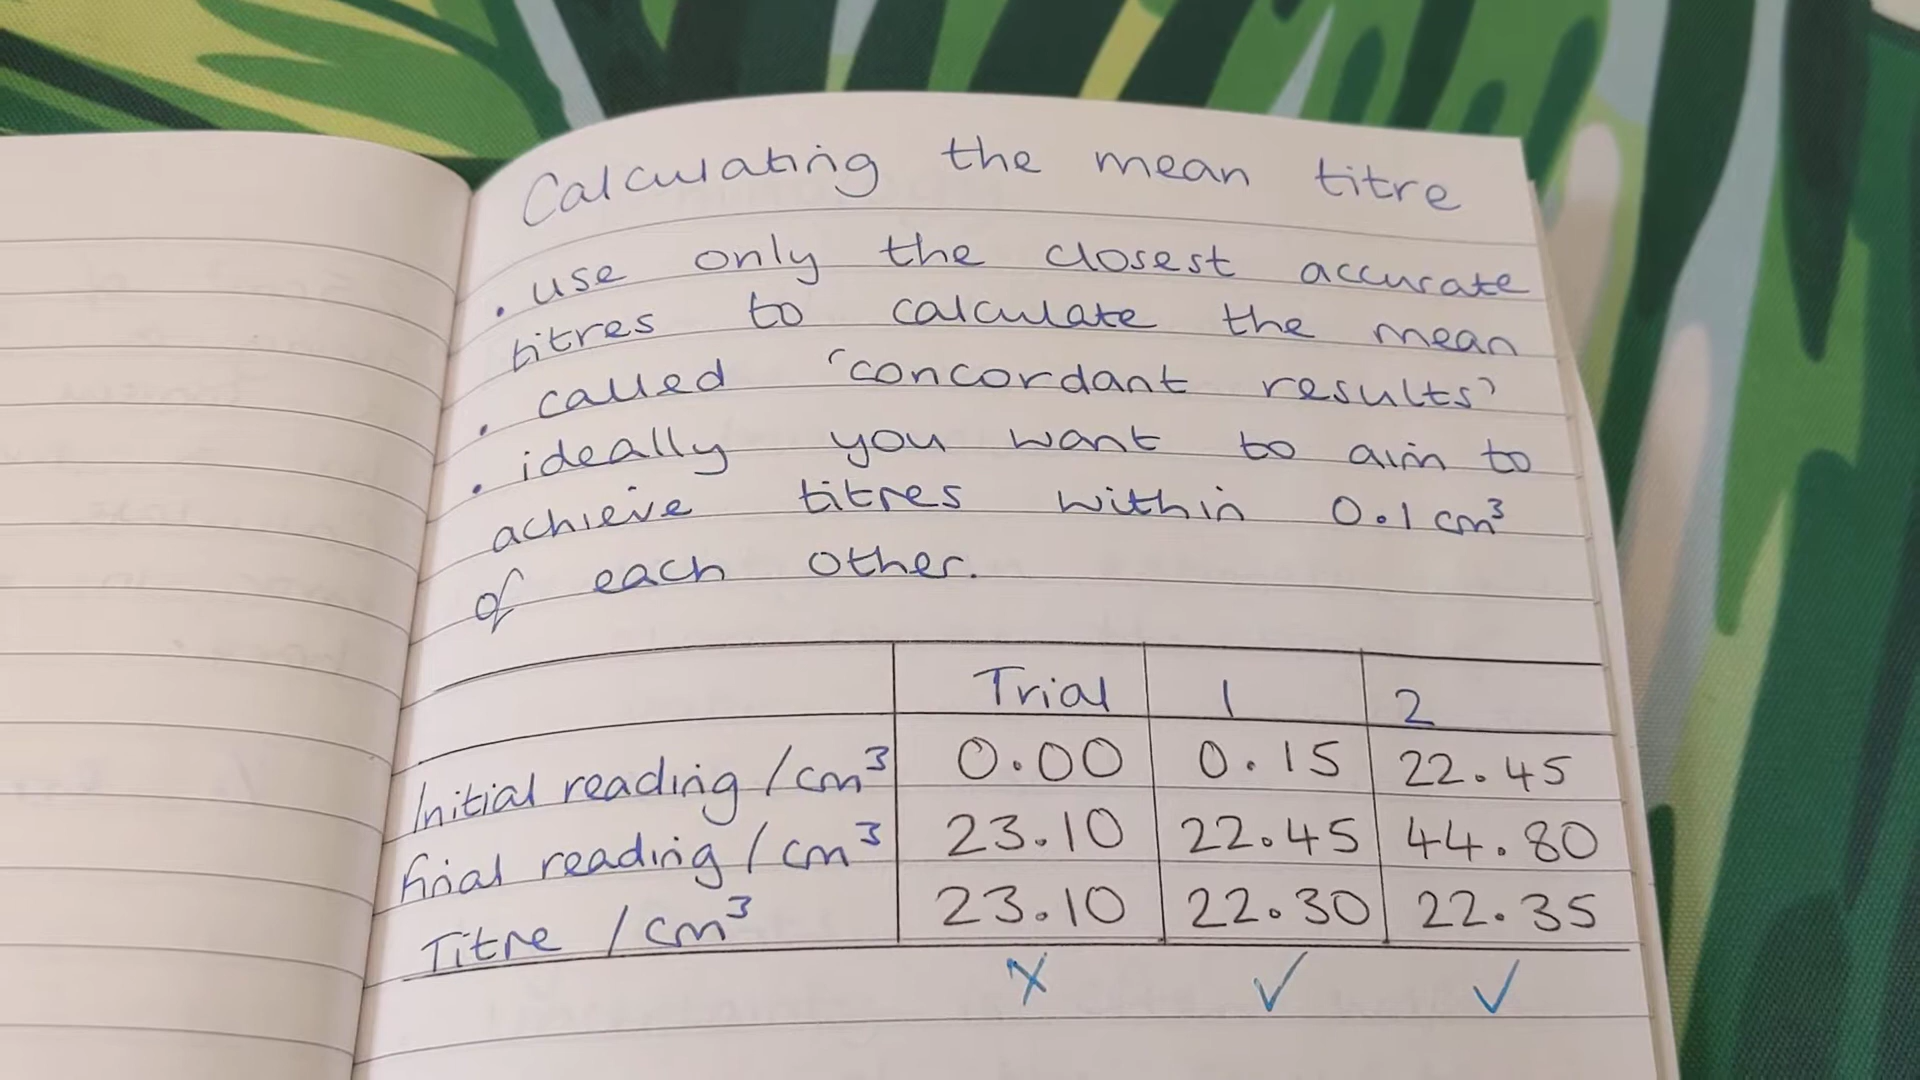 Calculating the mean titre
. use only the closest accurate
titres to calculate the mean
. called 'concordant results'
. ideally you want to aim to
achieve titres within 0.1 cm³
of each other.
Trial 1 2
Initial reading / cm³ 0.00 0.15 22.45
final reading / cm³ 23.10 22.45 44.80
Titre / cm³ 23.10 22.30 22.35
X ✓ ✓